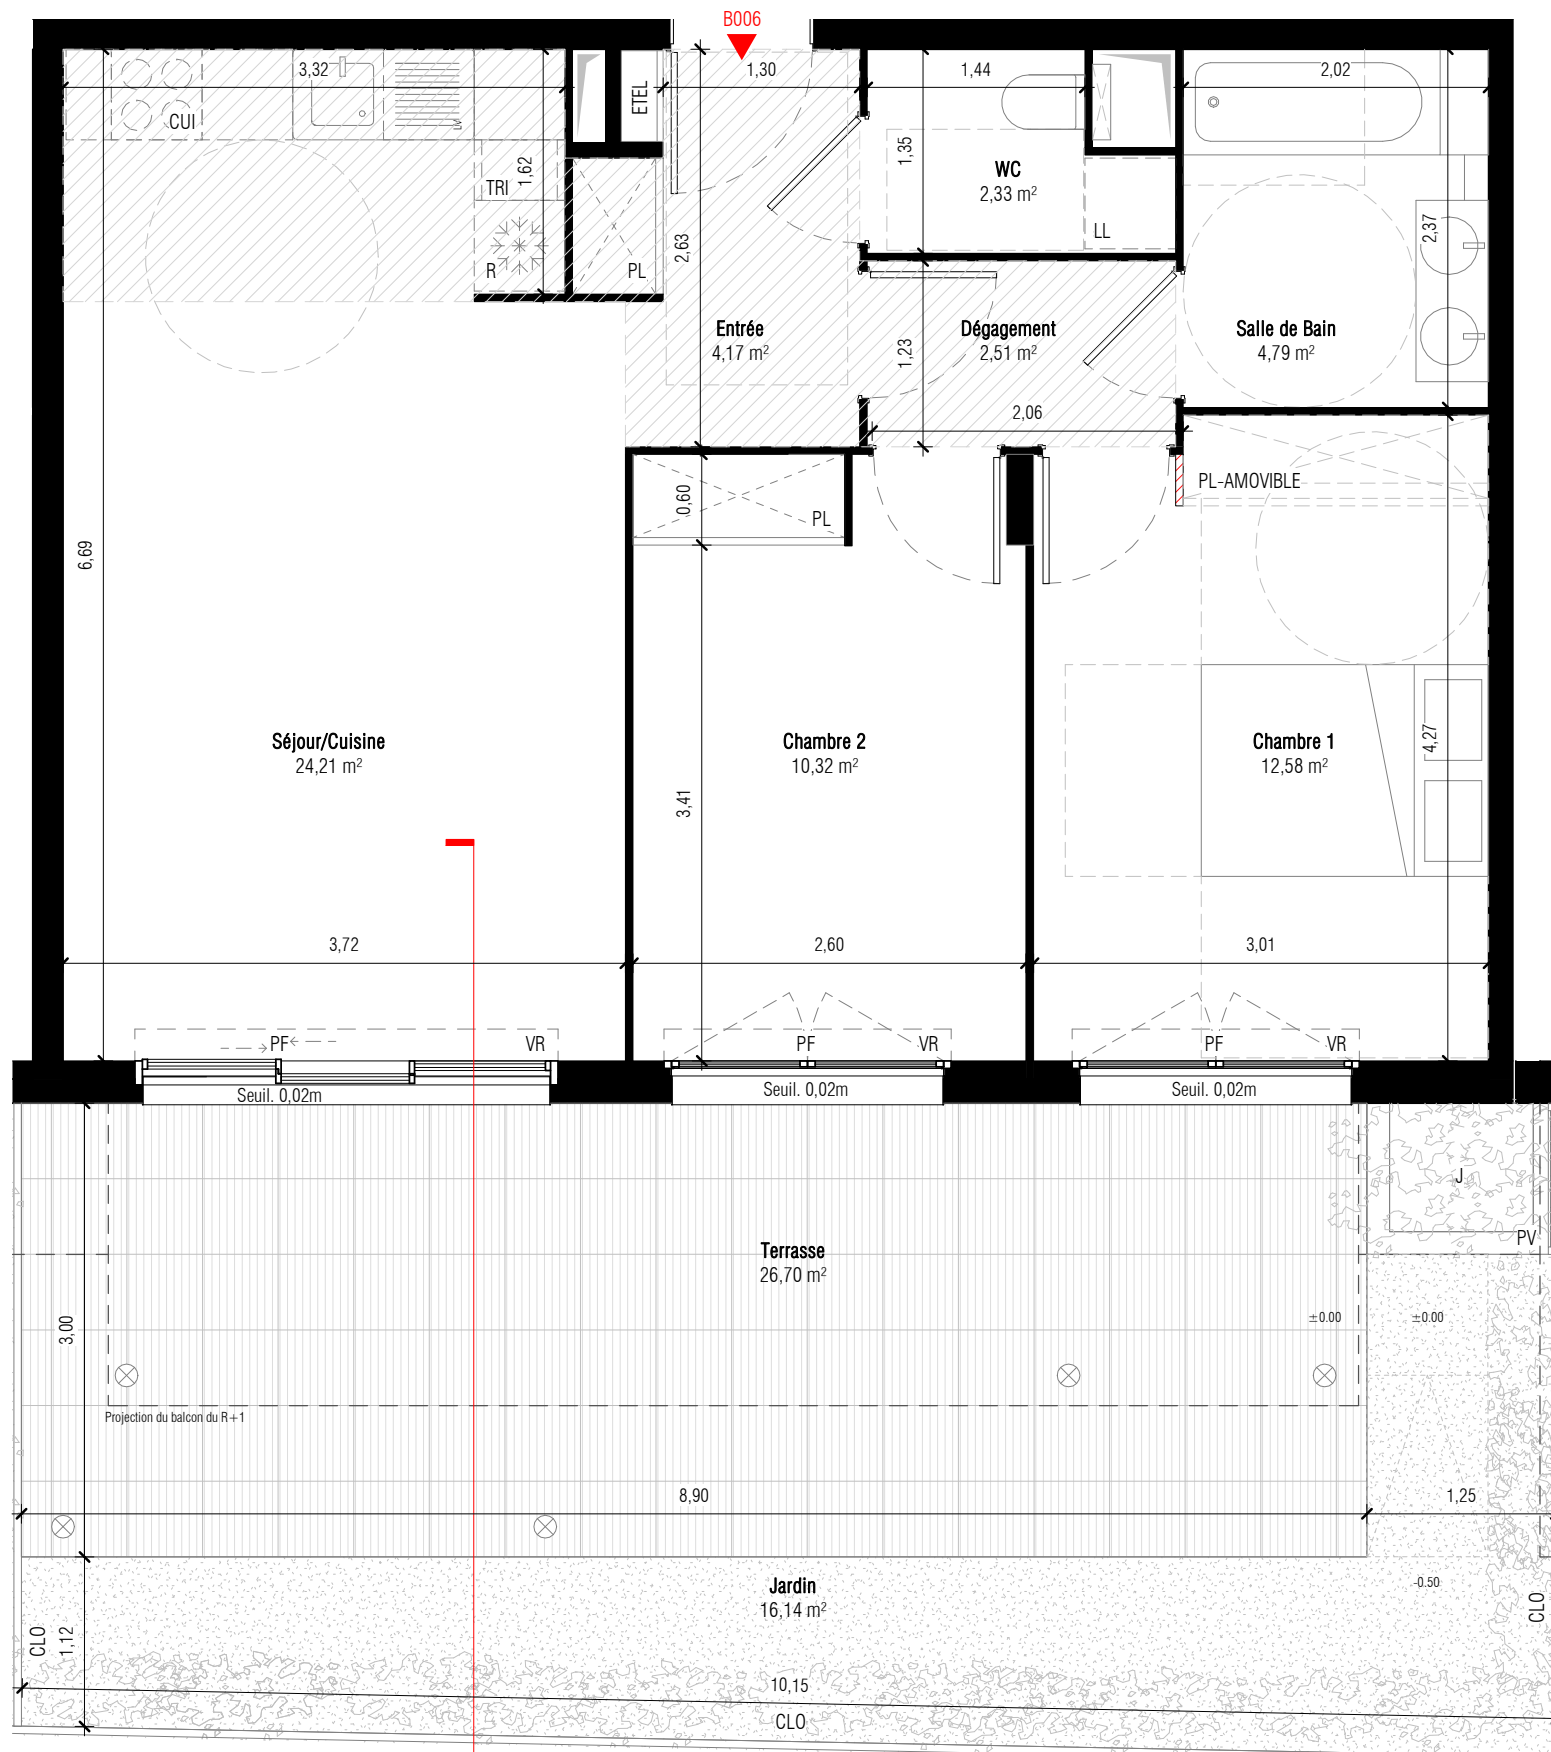 B006
3,32
1,30
1,44
2,02
ETEL
CUI
LV
1,62
TRI
R
PL
2,63
1,35
WC
2,33 m²
LL
2,37
Entrée
4,17 m²
Dégagement
2,51 m²
1,23
Salle de Bain
4,79 m²
2,06
PL-AMOVIBLE
0,60
PL
6,69
Séjour/Cuisine
24,21 m²
Chambre 2
10,32 m²
Chambre 1
12,58 m²
4,27
3,41
3,72
2,60
3,01
PF
VR
PF
VR
PF
VR
Seuil. 0,02m
Seuil. 0,02m
Seuil. 0,02m
J
PV
Terrasse
26,70 m²
3,00
±0.00
±0.00
Projection du balcon du R+1
8,90
1,25
Jardin
16,14 m²
-0.50
CLO
1,12
CLO
10,15
CLO